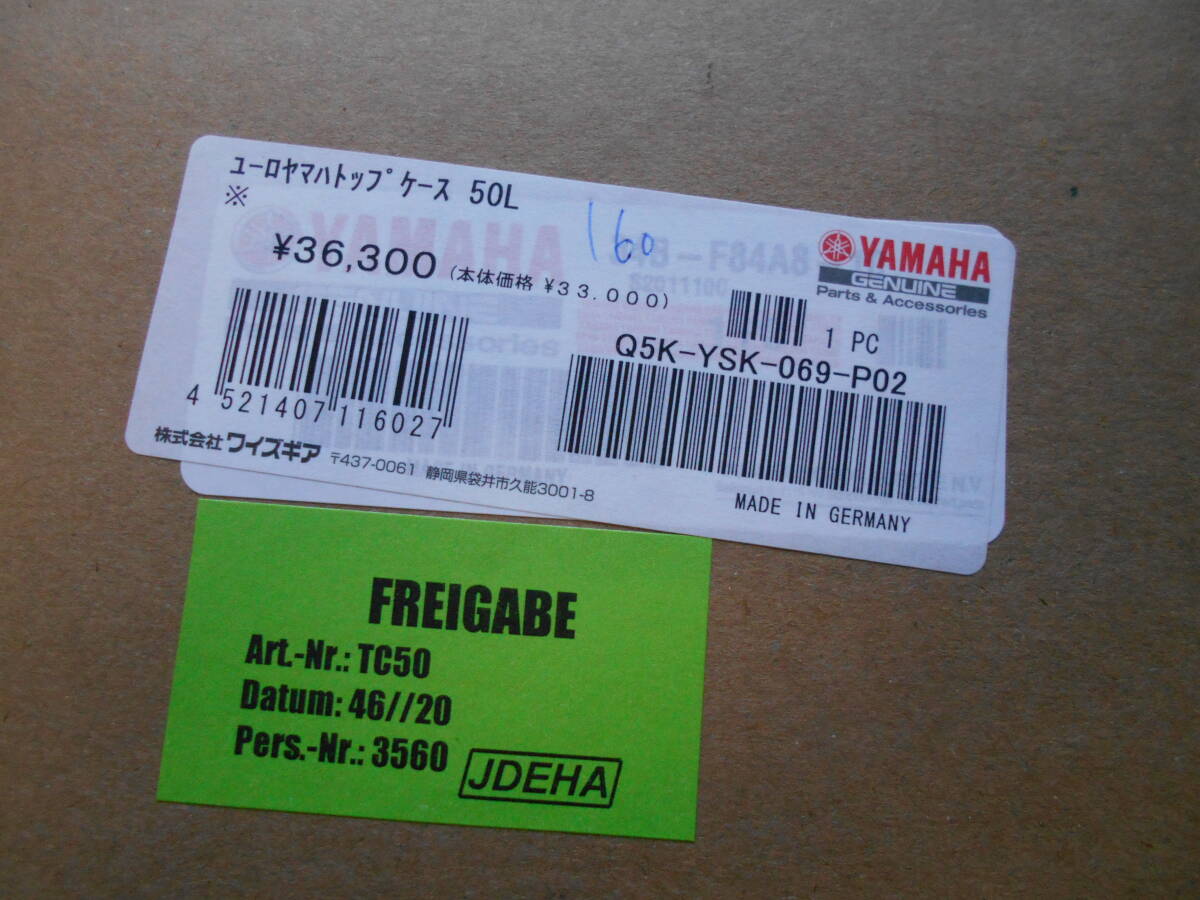 ユーロヤマハトップケース 50L
※
160
¥36,300 (本体価格 ¥33.000)
YAMAHA
GENUINE
Parts & Accessories
1 PC
Q5K-YSK-069-P02
4 521407 116027
株式会社 ワイズギア 〒437-0061 静岡県袋井市久能3001-8
MADE IN GERMANY
YAMAHA
-F84A8
FREIGABE
Art.-Nr.: TC50
Datum: 46//20
Pers.-Nr.: 3560
JDEHA